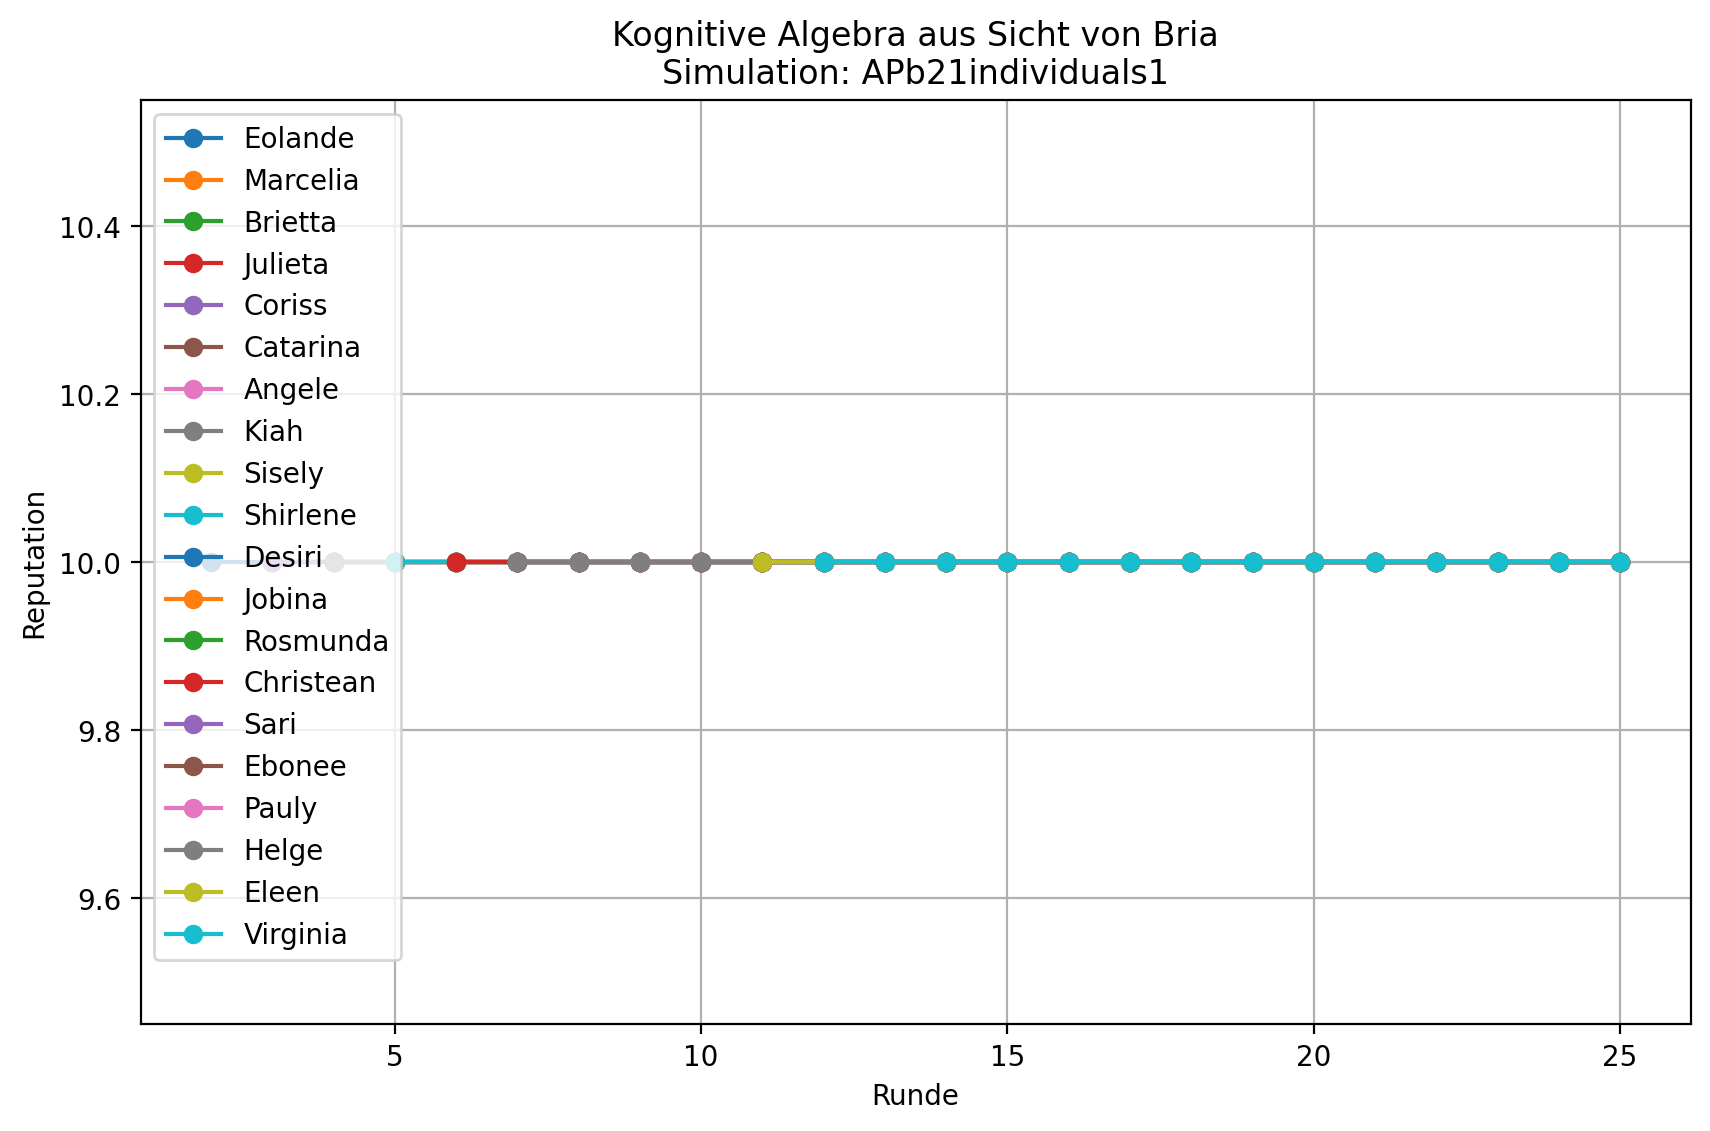 Kognitive Algebra aus Sicht von Bria
Simulation: APb21individuals1
Eolande
Marcelia
Brietta
Julieta
Coriss
Catarina
Angele
Kiah
Sisely
Shirlene
Desiri
Jobina
Rosmunda
Christean
Sari
Ebonee
Pauly
Helge
Eleen
Virginia
Reputation
10.4
10.2
10.0
9.8
9.6
5 10 15 20 25
Runde